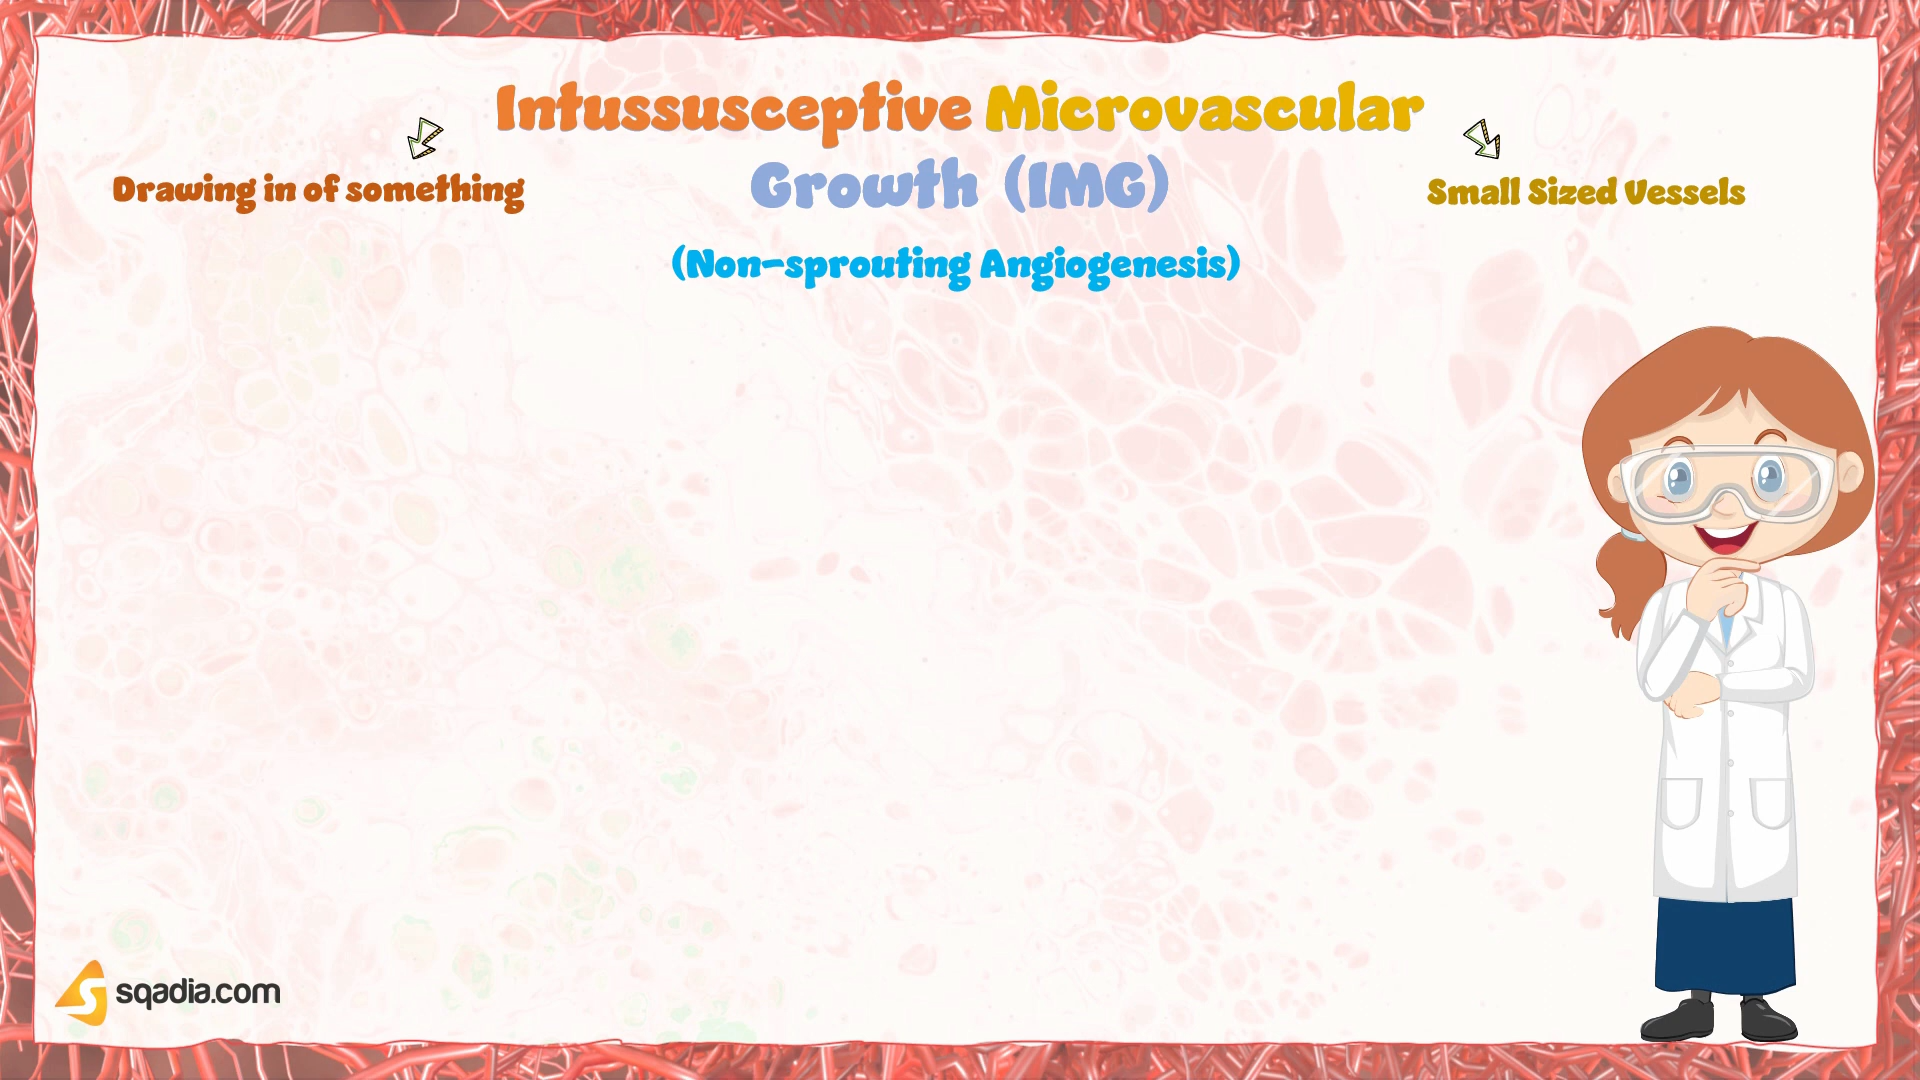 Intussusceptive Microvascular
Growth (IMG)
Drawing in of something
Small Sized Vessels
(Non-sprouting Angiogenesis)
sqadia.com